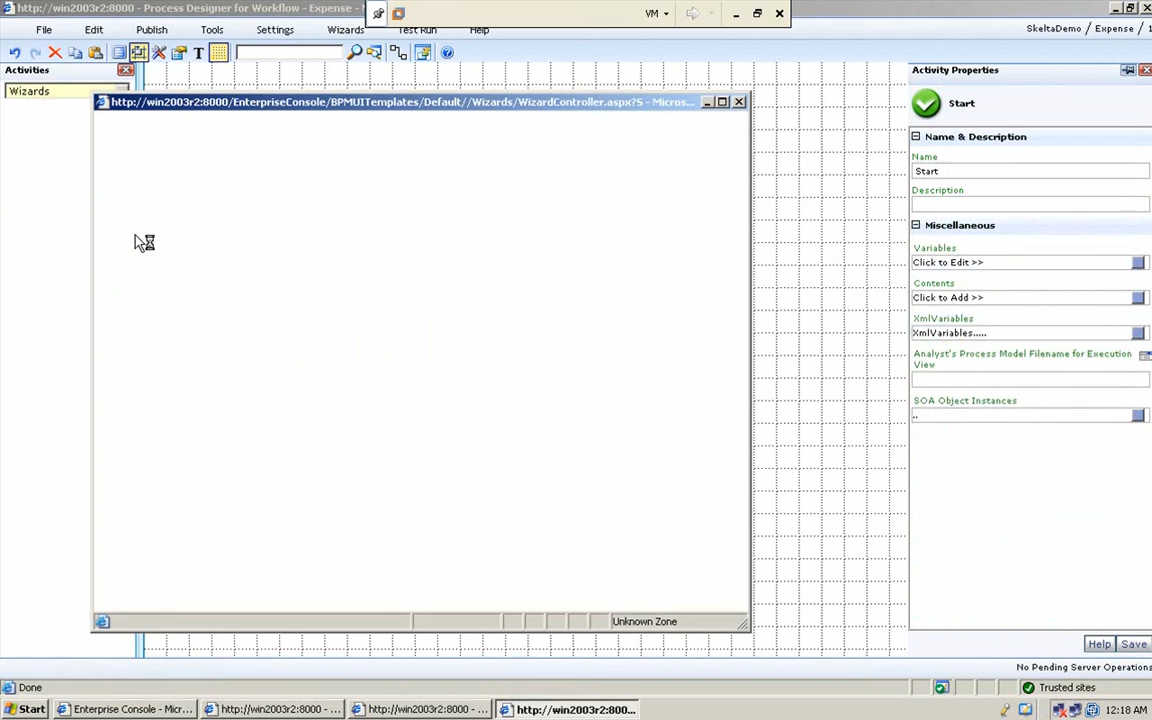 http://win2003r2:8000 - Process Designer for Workflow - Expense -
VM
File Edit Publish Tools Settings Wizards Test Run Help
SkeltaDemo / Expense /
T
Activities
Wizards
http://win2003r2:8000/EnterpriseConsole/BPMUITemplates/Default//Wizards/WizardController.aspx?S - Micros...
Unknown Zone
Activity Properties
Start
Name & Description
Name
Start
Description
Miscellaneous
Variables
Click to Edit >>
Contents
Click to Add >>
XmlVariables
XmlVariables.....
Analyst's Process Model Filename for Execution
View
SOA Object Instances
..
Help Save
No Pending Server Operations
Done
Trusted sites
Start
Enterprise Console - Micr...
http://win2003r2:8000 - ...
http://win2003r2:8000 - ...
http://win2003r2:800...
12:18 AM